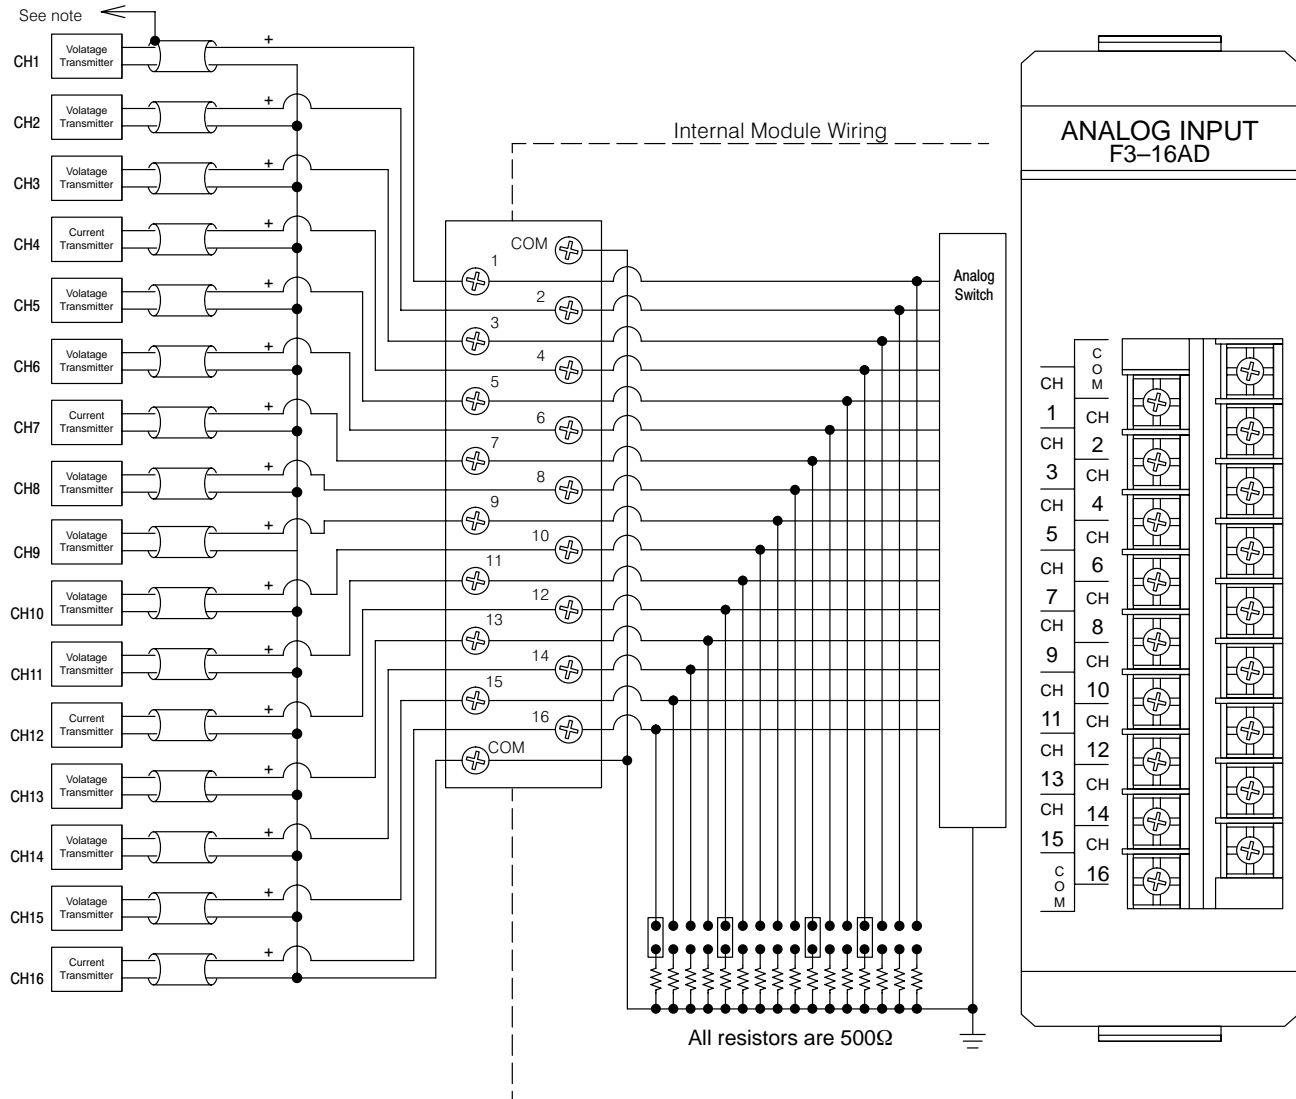 See note
CH1
Volatage
Transmitter
+
CH2
Volatage
Transmitter
+
CH3
Volatage
Transmitter
+
CH4
Current
Transmitter
+
CH5
Volatage
Transmitter
+
CH6
Volatage
Transmitter
+
CH7
Current
Transmitter
+
CH8
Volatage
Transmitter
+
CH9
Volatage
Transmitter
+
CH10
Volatage
Transmitter
+
CH11
Volatage
Transmitter
+
CH12
Current
Transmitter
+
CH13
Volatage
Transmitter
+
CH14
Volatage
Transmitter
+
CH15
Volatage
Transmitter
+
CH16
Current
Transmitter
+
Internal Module Wiring
COM
1
2
3
4
5
6
7
8
9
10
11
12
13
14
15
16
COM
Analog
Switch
All resistors are 500Ω
ANALOG INPUT
F3–16AD
COM
CH
1
CH
2
CH
3
CH
4
CH
5
CH
6
CH
7
CH
8
CH
9
CH
10
CH
11
CH
12
CH
13
CH
14
CH
15
CH
16
COM